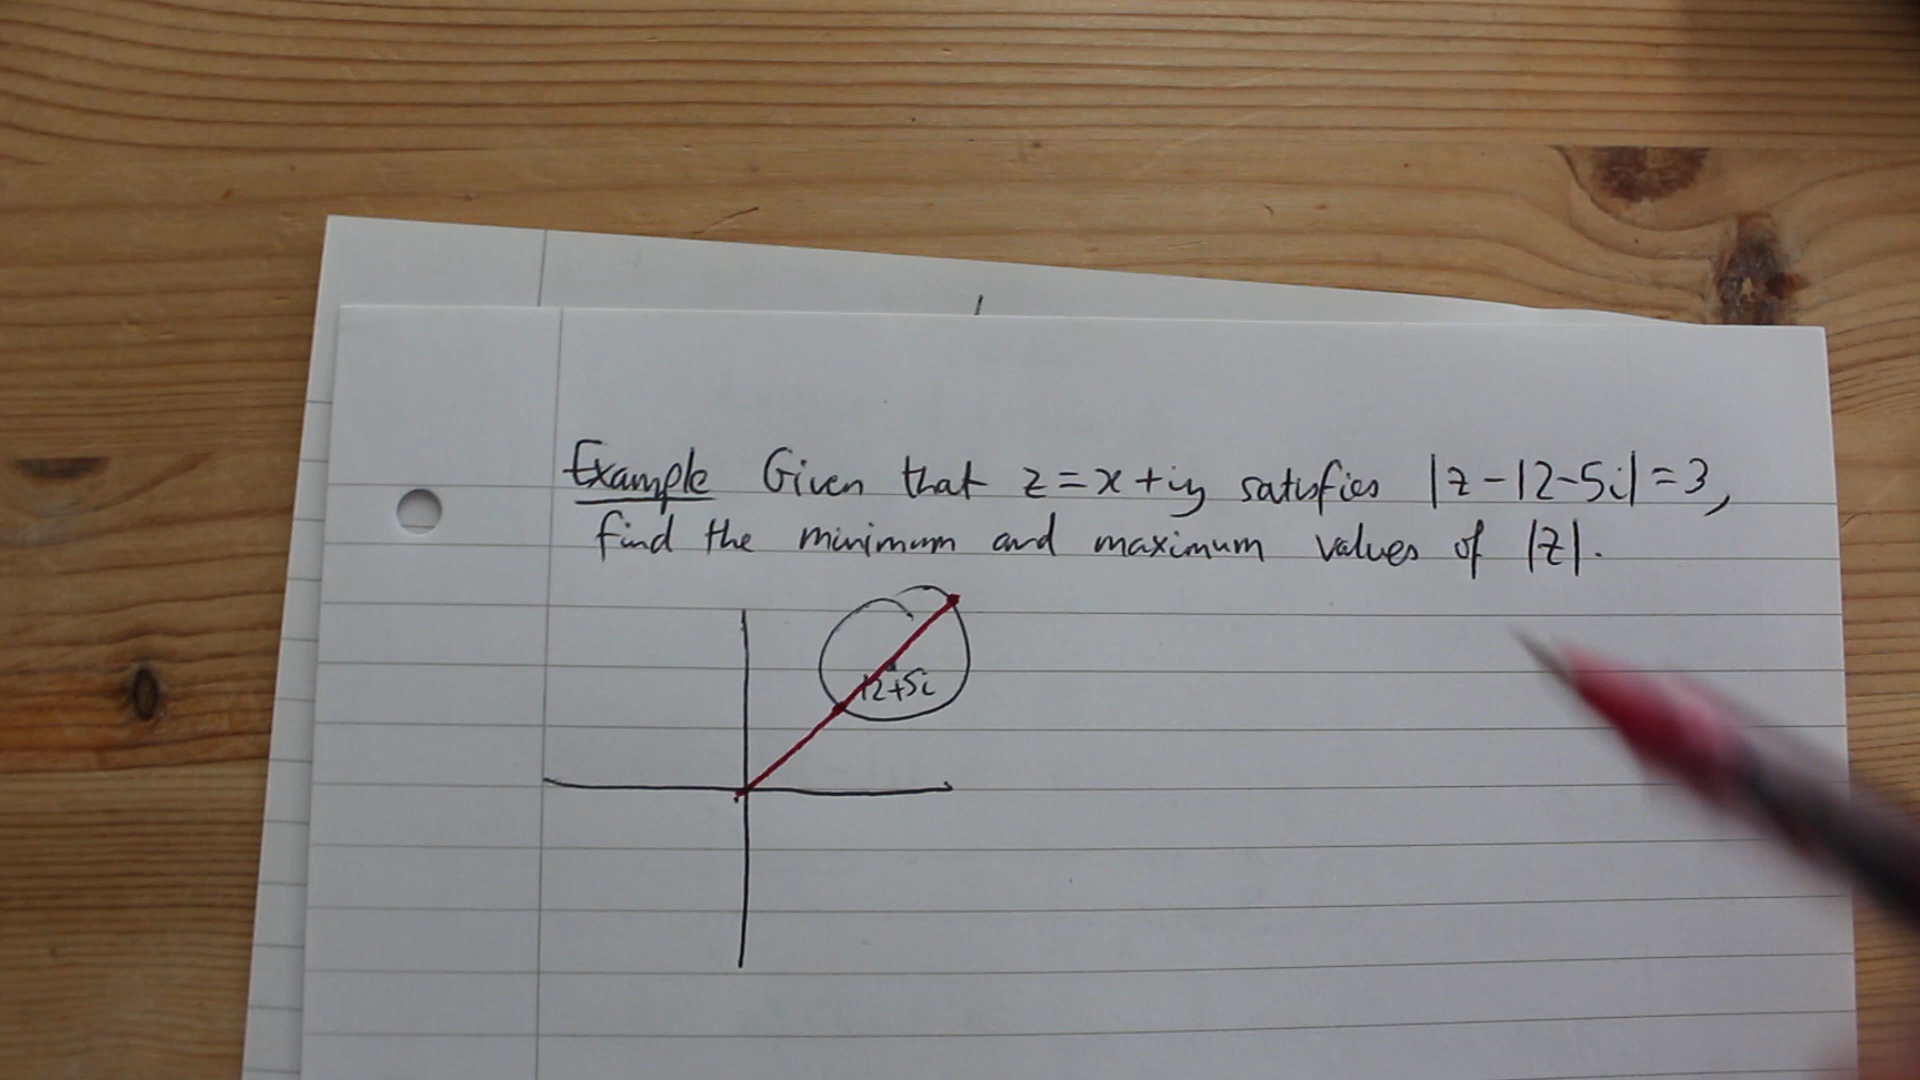 Example Given that z = x + iy satisfies |z - 12 - 5i| = 3,
find the minimum and maximum values of |z|.
12+5i